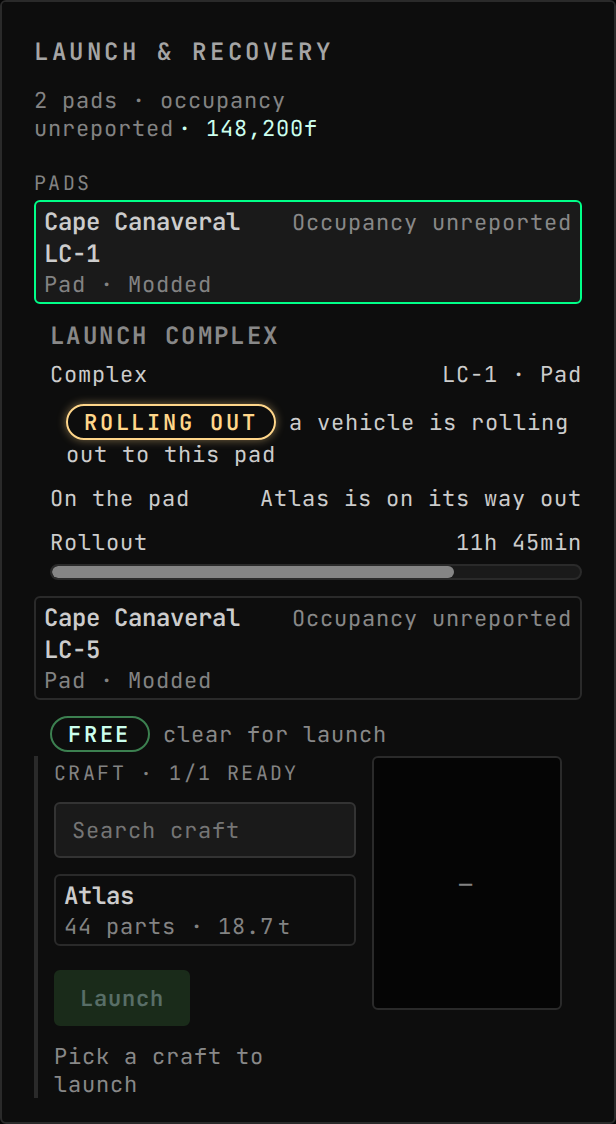 LAUNCH & RECOVERY
2 pads · occupancy
unreported · 148,200f
PADS
Cape Canaveral Occupancy unreported
LC-1
Pad · Modded
LAUNCH COMPLEX
Complex LC-1 · Pad
ROLLING OUT a vehicle is rolling
out to this pad
On the pad Atlas is on its way out
Rollout 11h 45min
Cape Canaveral Occupancy unreported
LC-5
Pad · Modded
FREE clear for launch
CRAFT · 1/1 READY
Search craft
—
Atlas
44 parts · 18.7t
Launch
Pick a craft to
launch